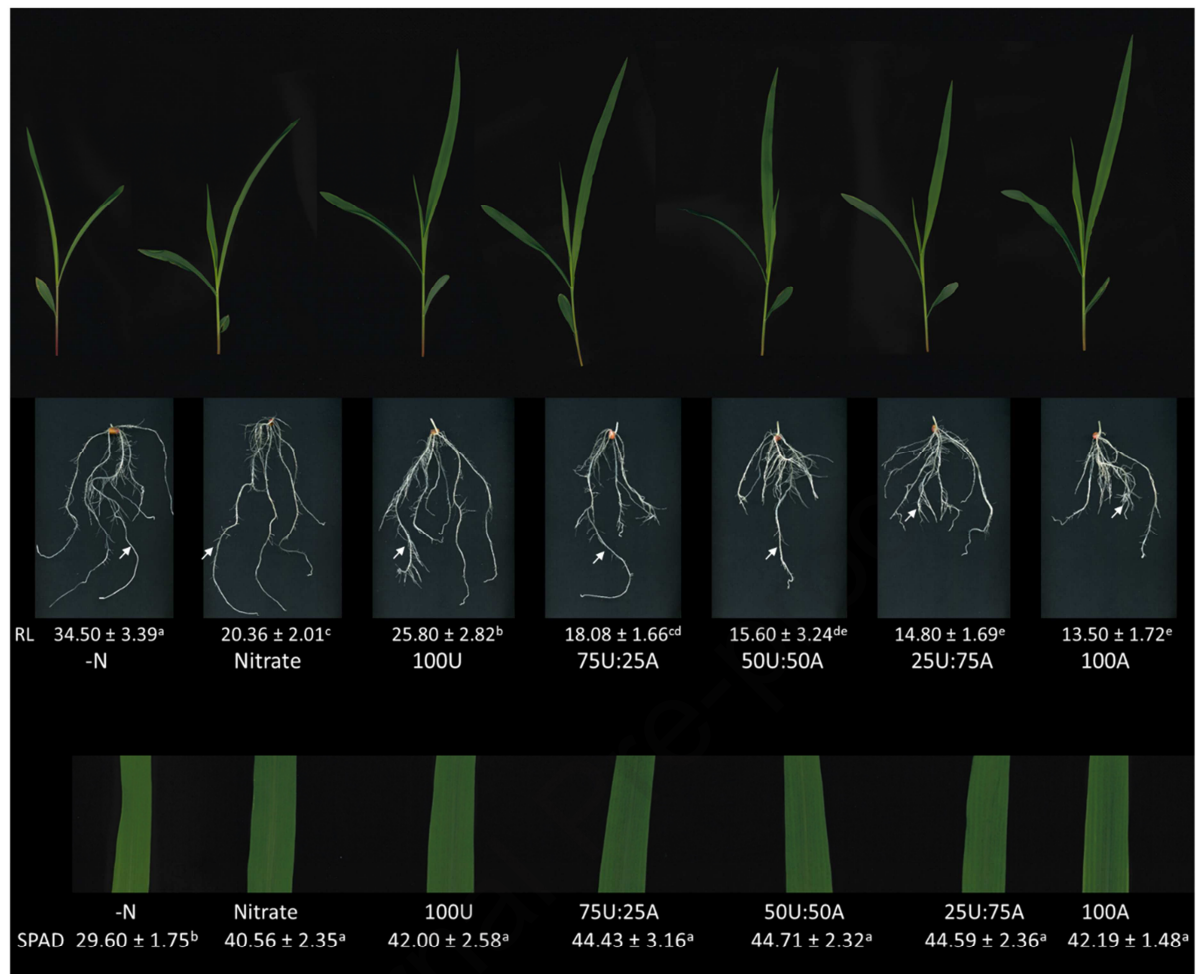 RL 34.50 ± 3.39ᵃ 20.36 ± 2.01ᶜ 25.80 ± 2.82ᵇ 18.08 ± 1.66ᶜᵈ 15.60 ± 3.24ᵈᵉ 14.80 ± 1.69ᵉ 13.50 ± 1.72ᵉ
-N Nitrate 100U 75U:25A 50U:50A 25U:75A 100A
-N Nitrate 100U 75U:25A 50U:50A 25U:75A 100A
SPAD 29.60 ± 1.75ᵇ 40.56 ± 2.35ᵃ 42.00 ± 2.58ᵃ 44.43 ± 3.16ᵃ 44.71 ± 2.32ᵃ 44.59 ± 2.36ᵃ 42.19 ± 1.48ᵃ